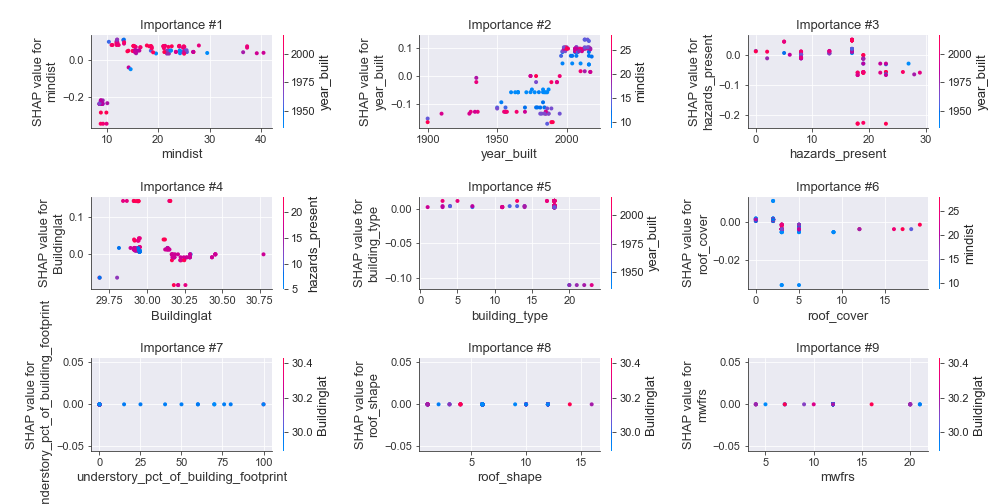 Importance #1
SHAP value for
mindist
0.0
−0.2
10
20
30
40
mindist
2000
1975
1950
year_built
Importance #2
SHAP value for
year_built
0.1
0.0
−0.1
1900
1950
2000
year_built
25
20
15
10
mindist
Importance #3
SHAP value for
hazards_present
0.0
−0.1
−0.2
0
10
20
30
hazards_present
2000
1975
1950
year_built
Importance #4
SHAP value for
Buildinglat
0.1
0.0
29.75
30.00
30.25
30.50
30.75
Buildinglat
20
15
10
5
hazards_present
Importance #5
SHAP value for
building_type
0.00
−0.05
−0.10
0
5
10
15
20
building_type
2000
1975
1950
year_built
Importance #6
SHAP value for
roof_cover
0.00
−0.02
0
5
10
15
roof_cover
25
20
15
10
mindist
Importance #7
SHAP value for
understory_pct_of_building_footprint
0.05
0.00
−0.05
0
25
50
75
100
understory_pct_of_building_footprint
30.4
30.2
30.0
Buildinglat
Importance #8
SHAP value for
roof_shape
0.05
0.00
−0.05
5
10
15
roof_shape
30.4
30.2
30.0
Buildinglat
Importance #9
SHAP value for
mwfrs
0.05
0.00
−0.05
5
10
15
20
mwfrs
30.4
30.2
30.0
Buildinglat